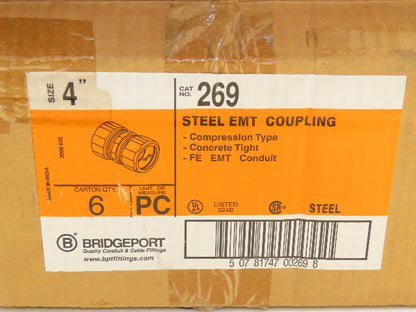 SIZE 4"
CAT NO. 269
STEEL EMT COUPLING
- Compression Type
- Concrete Tight
- FE EMT Conduit
MADE IN INDIA
CARTON QTY.
6
UNIT OF MEASURE
PC
UL
LISTED
STEEL
B BRIDGEPORT ®
Quality Conduit & Cable Fittings
www.bptfittings.com
5 07 81747 00269 8